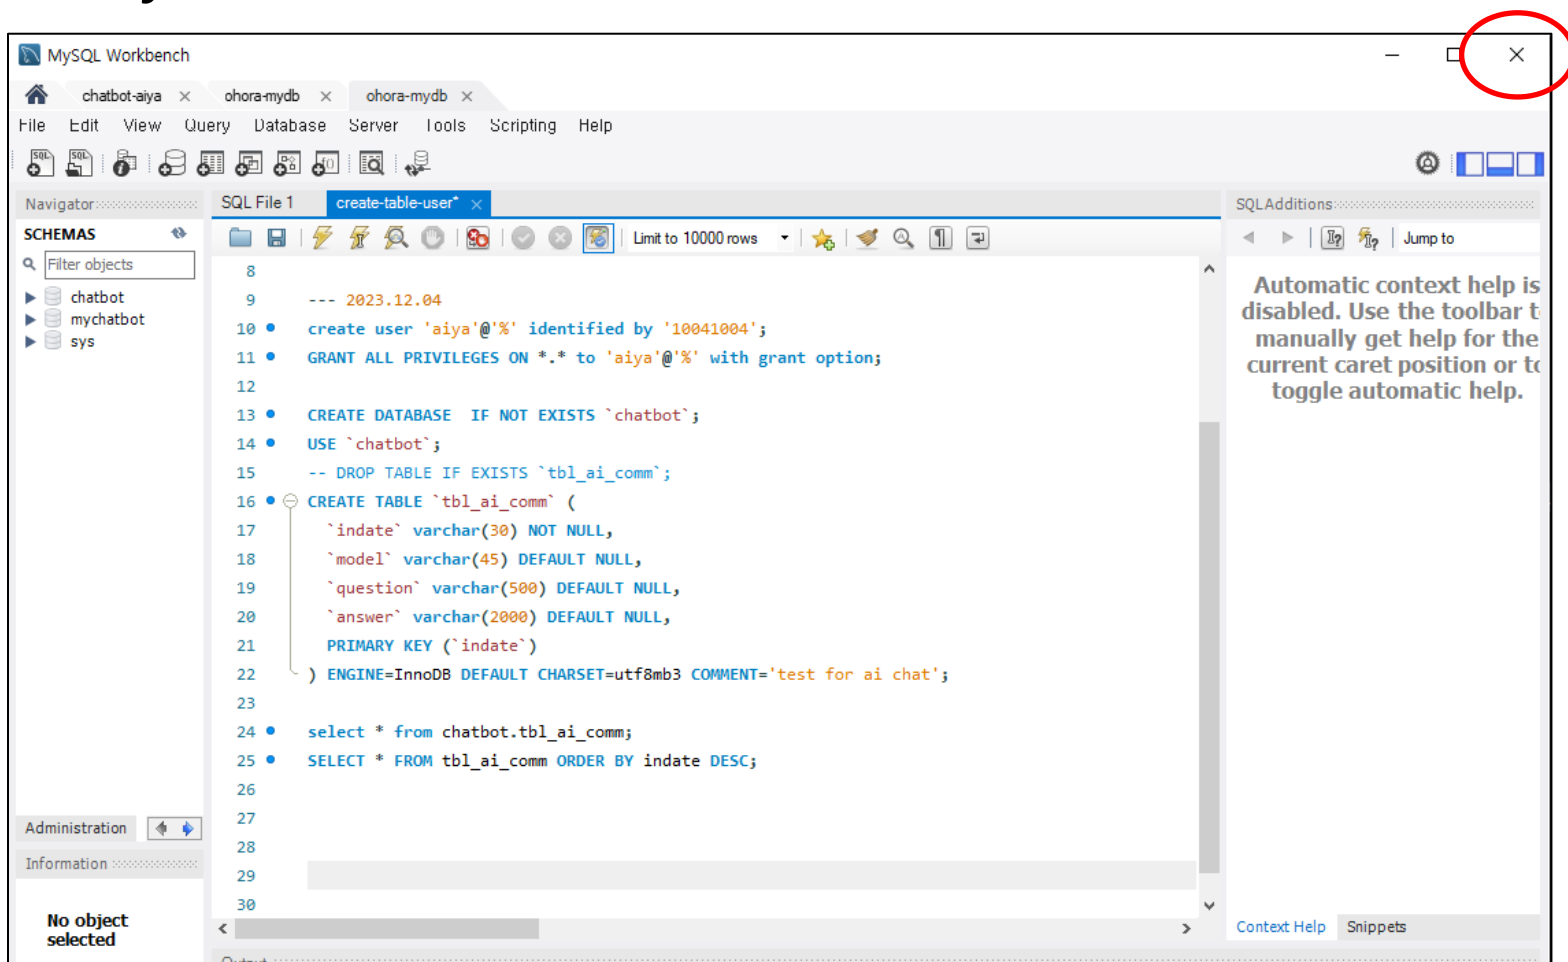 MySQL Workbench
chatbot-aiya
ohora-mydb
ohora-mydb
File Edit View Query Database Server Tools Scripting Help
Navigator
SCHEMAS
Filter objects
chatbot
mychatbot
sys
Administration
Information
No object
selected
SQL File 1
create-table-user*
Limit to 10000 rows
8
9 --- 2023.12.04
10 create user 'aiya'@'%' identified by '10041004';
11 GRANT ALL PRIVILEGES ON *.* to 'aiya'@'%' with grant option;
12
13 CREATE DATABASE  IF NOT EXISTS `chatbot`;
14 USE `chatbot`;
15 -- DROP TABLE IF EXISTS `tbl_ai_comm`;
16 CREATE TABLE `tbl_ai_comm` (
17 `indate` varchar(30) NOT NULL,
18 `model` varchar(45) DEFAULT NULL,
19 `question` varchar(500) DEFAULT NULL,
20 `answer` varchar(2000) DEFAULT NULL,
21 PRIMARY KEY (`indate`)
22 ) ENGINE=InnoDB DEFAULT CHARSET=utf8mb3 COMMENT='test for ai chat';
23
24 select * from chatbot.tbl_ai_comm;
25 SELECT * FROM tbl_ai_comm ORDER BY indate DESC;
26
27
28
29
30
Output
SQLAdditions
Jump to
Automatic context help is
disabled. Use the toolbar t
manually get help for the
current caret position or to
toggle automatic help.
Context Help
Snippets